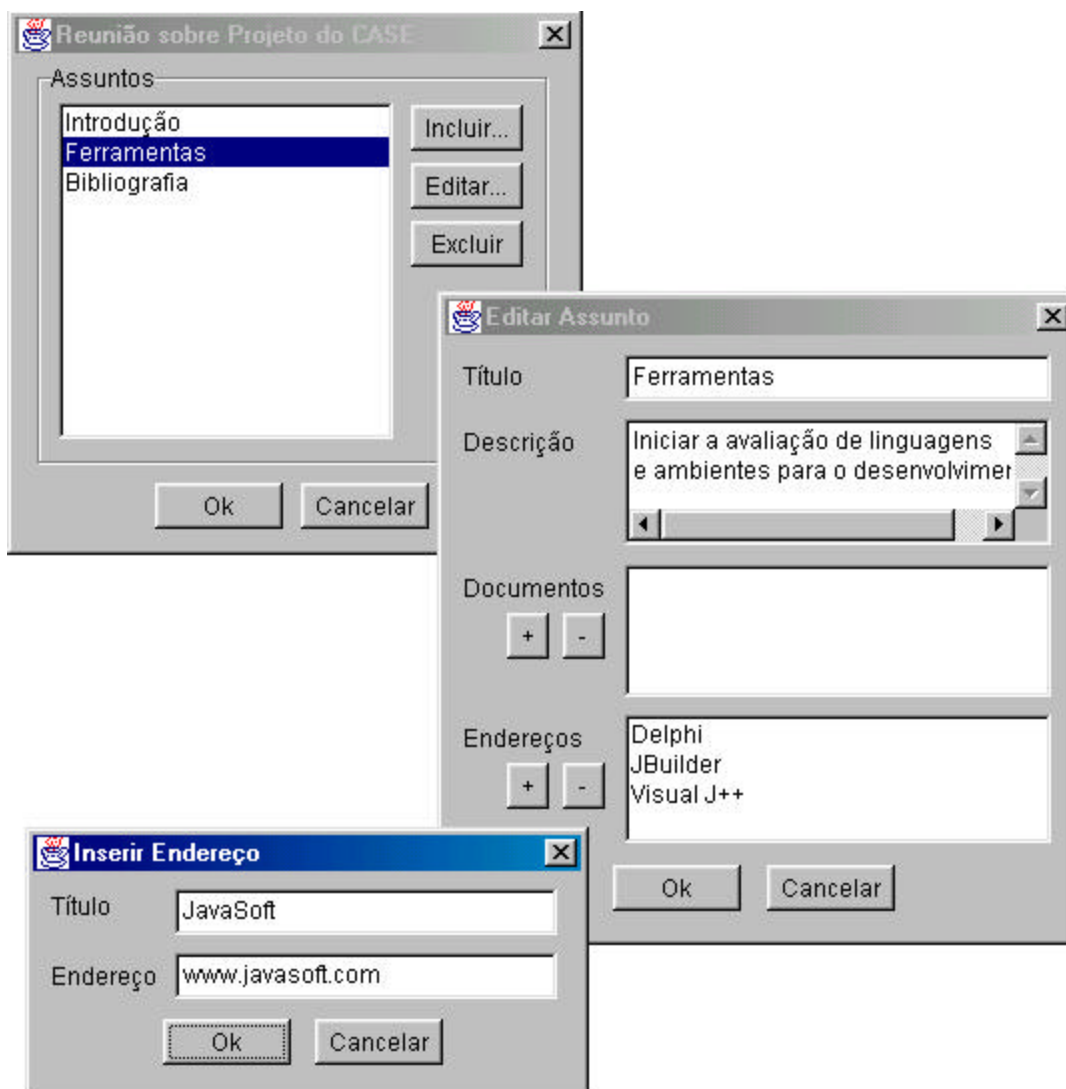 Reunião sobre Projeto do CASE
Assuntos
Introdução
Ferramentas
Bibliografia
Incluir...
Editar...
Excluir
Ok
Cancelar
Editar Assunto
Título
Ferramentas
Descrição
Iniciar a avaliação de linguagens
e ambientes para o desenvolvimer
Documentos
+ -
Endereços
+ -
Delphi
JBuilder
Visual J++
Ok
Cancelar
Inserir Endereço
Título
JavaSoft
Endereço
www.javasoft.com
Ok
Cancelar